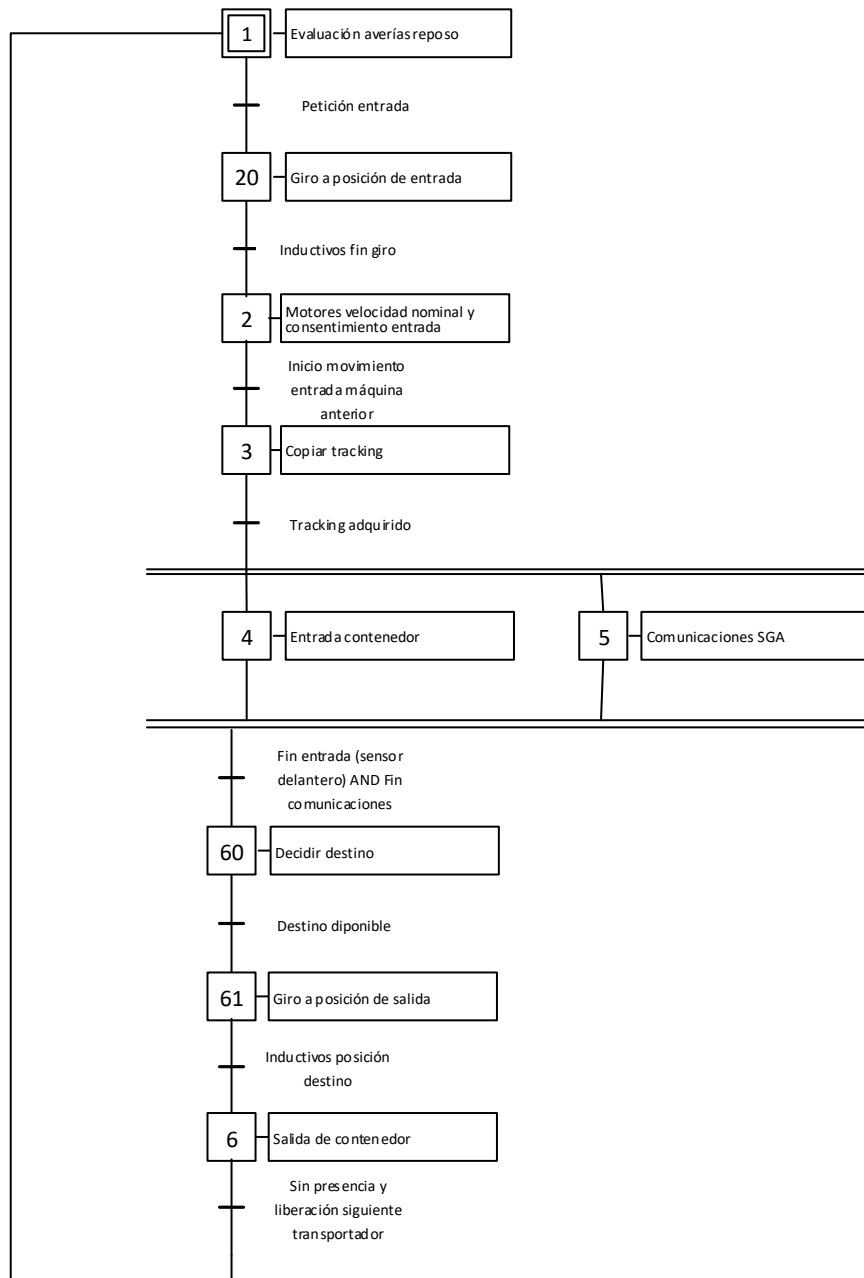 1
Evaluación averías reposo
Petición entrada
20
Giro a posición de entrada
Inductivos fin giro
2
Motores velocidad nominal y
consentimiento entrada
Inicio movimiento
entrada máquina
anterior
3
Copiar tracking
Tracking adquirido
4
Entrada contenedor
5
Comunicaciones SGA
Fin entrada (sensor
delantero) AND Fin
comunicaciones
60
Decidir destino
Destino diponible
61
Giro a posición de salida
Inductivos posición
destino
6
Salida de contenedor
Sin presencia y
liberación siguiente
transportador